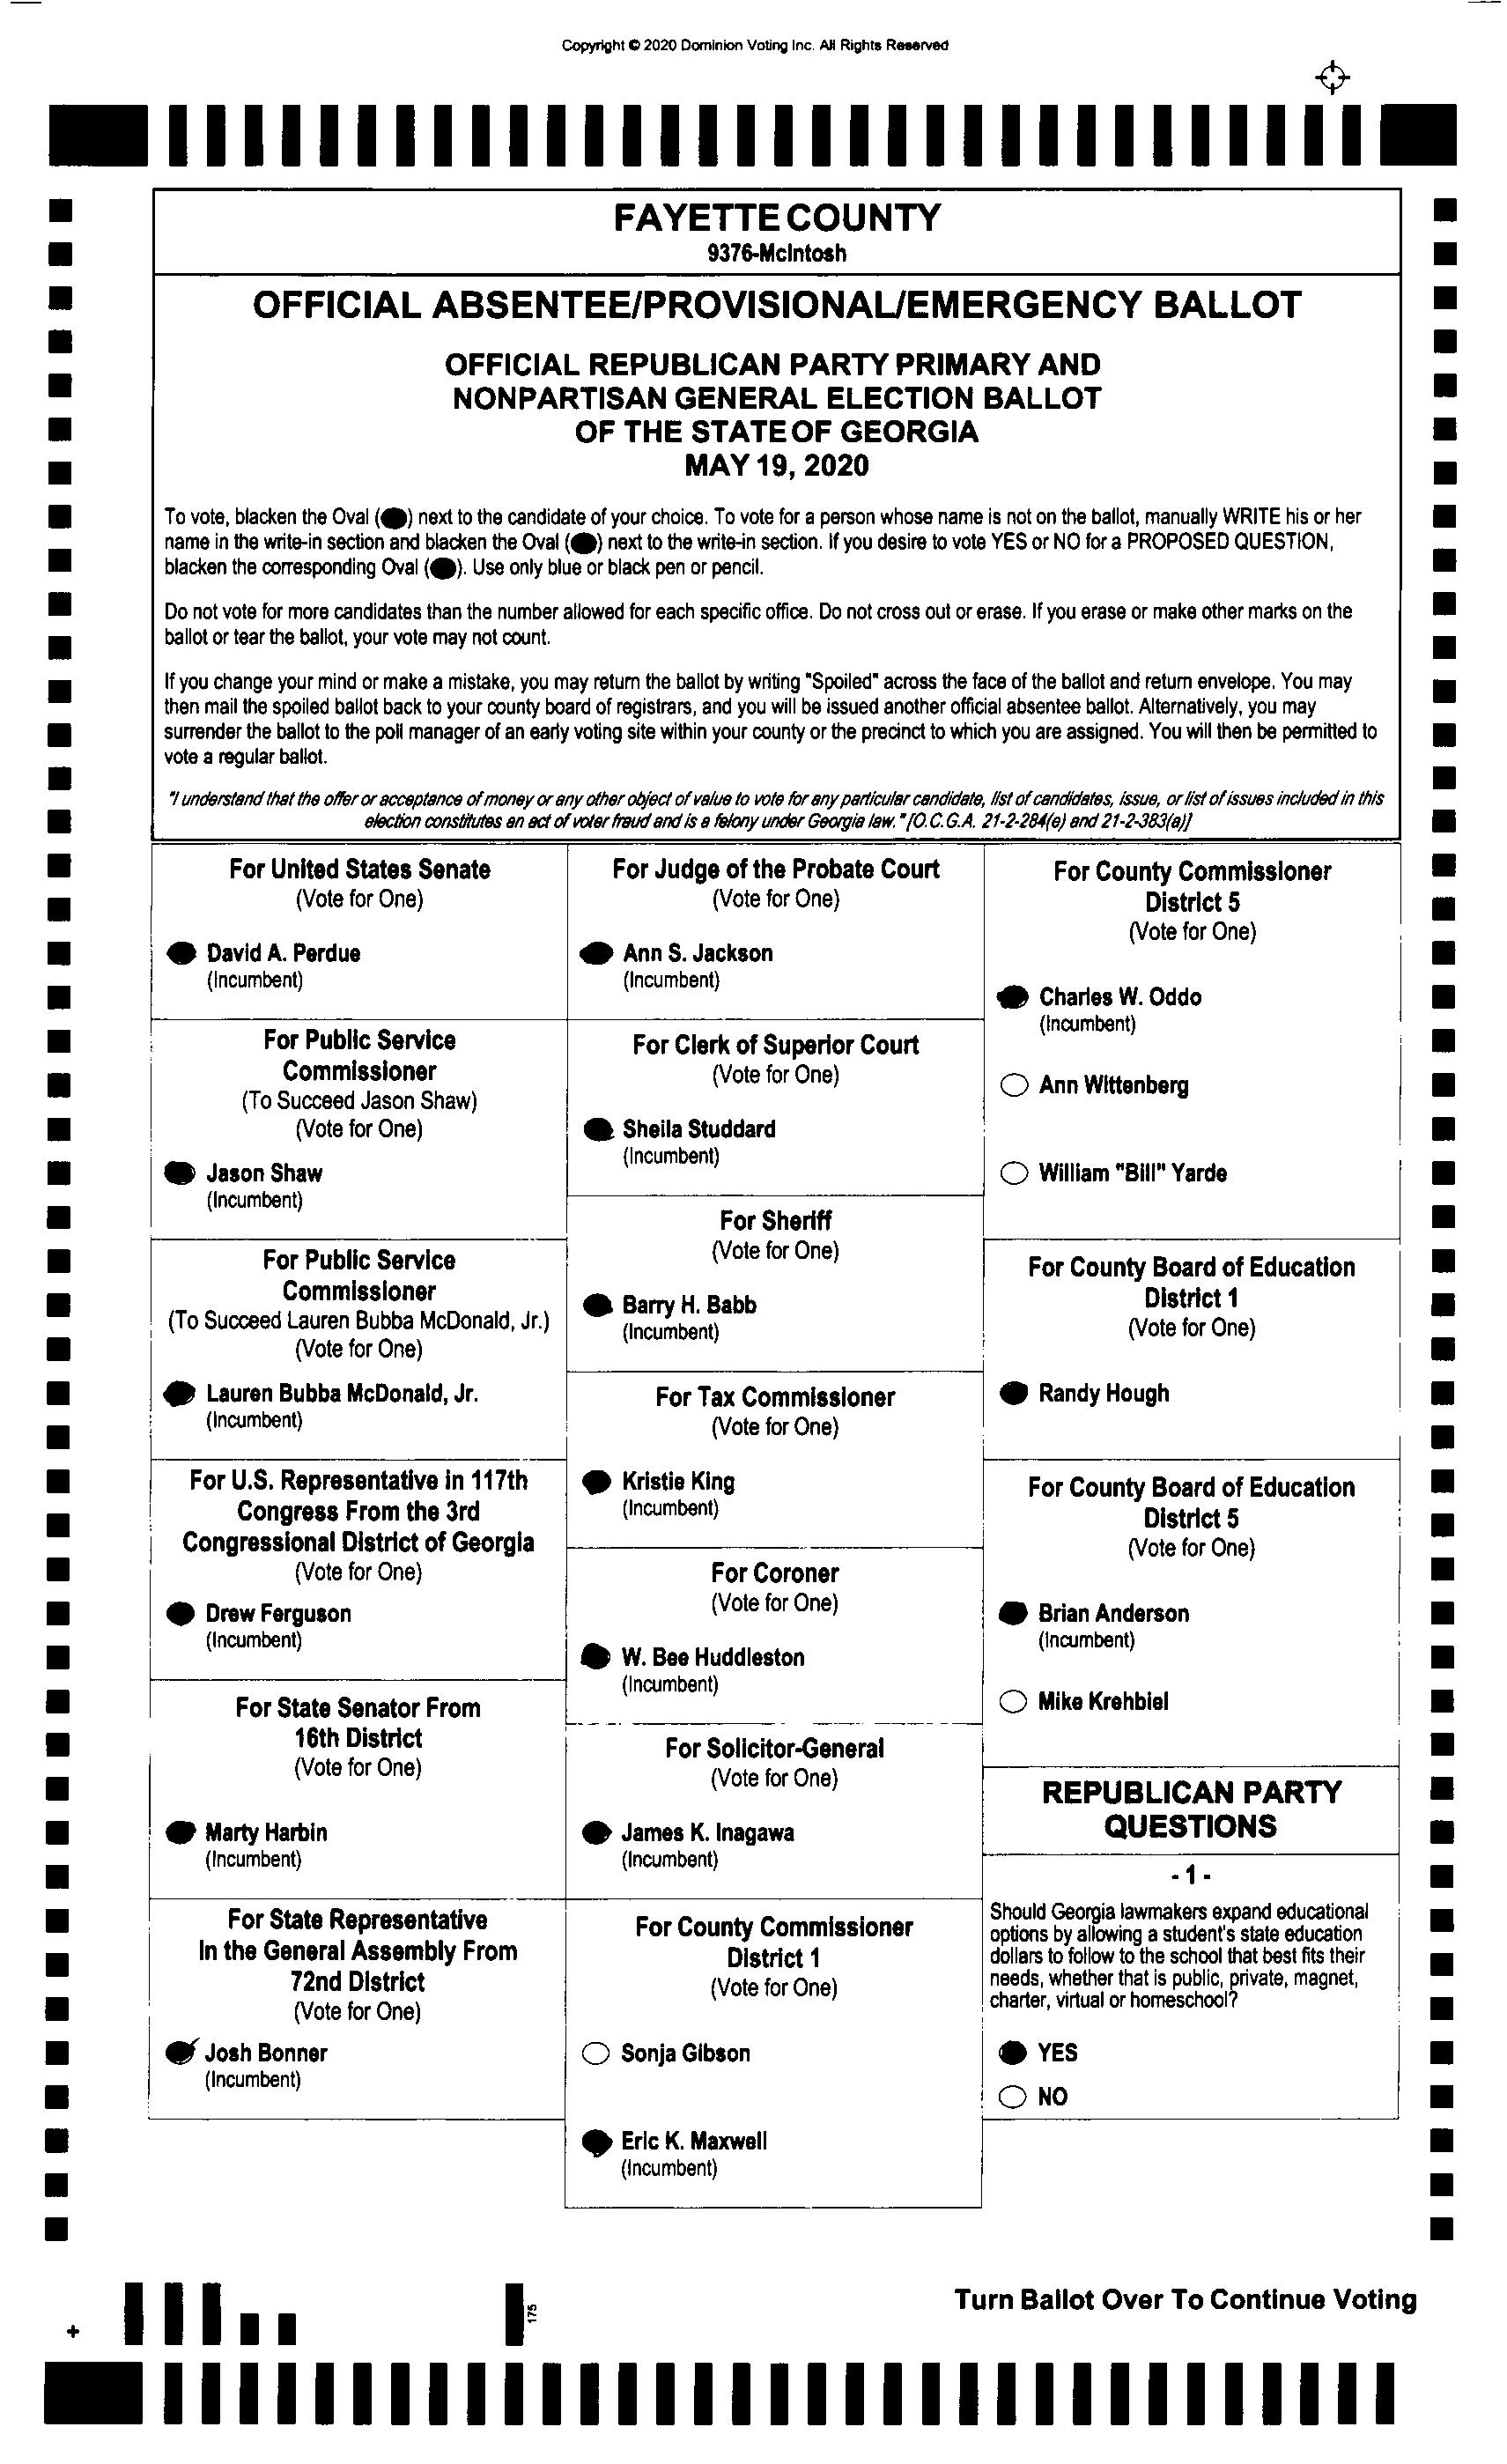 Copyright © 2020 Dominion Voting Inc. All Rights Reserved
FAYETTE COUNTY
9376-McIntosh
OFFICIAL ABSENTEE/PROVISIONAL/EMERGENCY BALLOT
OFFICIAL REPUBLICAN PARTY PRIMARY AND
NONPARTISAN GENERAL ELECTION BALLOT
OF THE STATE OF GEORGIA
MAY 19, 2020
To vote, blacken the Oval (⬤) next to the candidate of your choice. To vote for a person whose name is not on the ballot, manually WRITE his or her
name in the write-in section and blacken the Oval (⬤) next to the write-in section. If you desire to vote YES or NO for a PROPOSED QUESTION,
blacken the corresponding Oval (⬤). Use only blue or black pen or pencil.
Do not vote for more candidates than the number allowed for each specific office. Do not cross out or erase. If you erase or make other marks on the
ballot or tear the ballot, your vote may not count.
If you change your mind or make a mistake, you may return the ballot by writing "Spoiled" across the face of the ballot and return envelope. You may
then mail the spoiled ballot back to your county board of registrars, and you will be issued another official absentee ballot. Alternatively, you may
surrender the ballot to the poll manager of an early voting site within your county or the precinct to which you are assigned. You will then be permitted to
vote a regular ballot.
"I understand that the offer or acceptance of money or any other object of value to vote for any particular candidate, list of candidates, issue, or list of issues included in this
election constitutes an act of voter fraud and is a felony under Georgia law." [O.C.G.A. 21-2-284(e) and 21-2-383(a)]
For United States Senate
(Vote for One)
David A. Perdue
(Incumbent)
For Public Service
Commissioner
(To Succeed Jason Shaw)
(Vote for One)
Jason Shaw
(Incumbent)
For Public Service
Commissioner
(To Succeed Lauren Bubba McDonald, Jr.)
(Vote for One)
Lauren Bubba McDonald, Jr.
(Incumbent)
For U.S. Representative in 117th
Congress From the 3rd
Congressional District of Georgia
(Vote for One)
Drew Ferguson
(Incumbent)
For State Senator From
16th District
(Vote for One)
Marty Harbin
(Incumbent)
For State Representative
In the General Assembly From
72nd District
(Vote for One)
Josh Bonner
(Incumbent)
For Judge of the Probate Court
(Vote for One)
Ann S. Jackson
(Incumbent)
For Clerk of Superior Court
(Vote for One)
Sheila Studdard
(Incumbent)
For Sheriff
(Vote for One)
Barry H. Babb
(Incumbent)
For Tax Commissioner
(Vote for One)
Kristie King
(Incumbent)
For Coroner
(Vote for One)
W. Bee Huddleston
(Incumbent)
For Solicitor-General
(Vote for One)
James K. Inagawa
(Incumbent)
For County Commissioner
District 1
(Vote for One)
Sonja Gibson
Eric K. Maxwell
(Incumbent)
For County Commissioner
District 5
(Vote for One)
Charles W. Oddo
(Incumbent)
Ann Wittenberg
William "Bill" Yarde
For County Board of Education
District 1
(Vote for One)
Randy Hough
For County Board of Education
District 5
(Vote for One)
Brian Anderson
(Incumbent)
Mike Krehbiel
REPUBLICAN PARTY
QUESTIONS
- 1 -
Should Georgia lawmakers expand educational
options by allowing a student's state education
dollars to follow to the school that best fits their
needs, whether that is public, private, magnet,
charter, virtual or homeschool?
YES
NO
Turn Ballot Over To Continue Voting
175